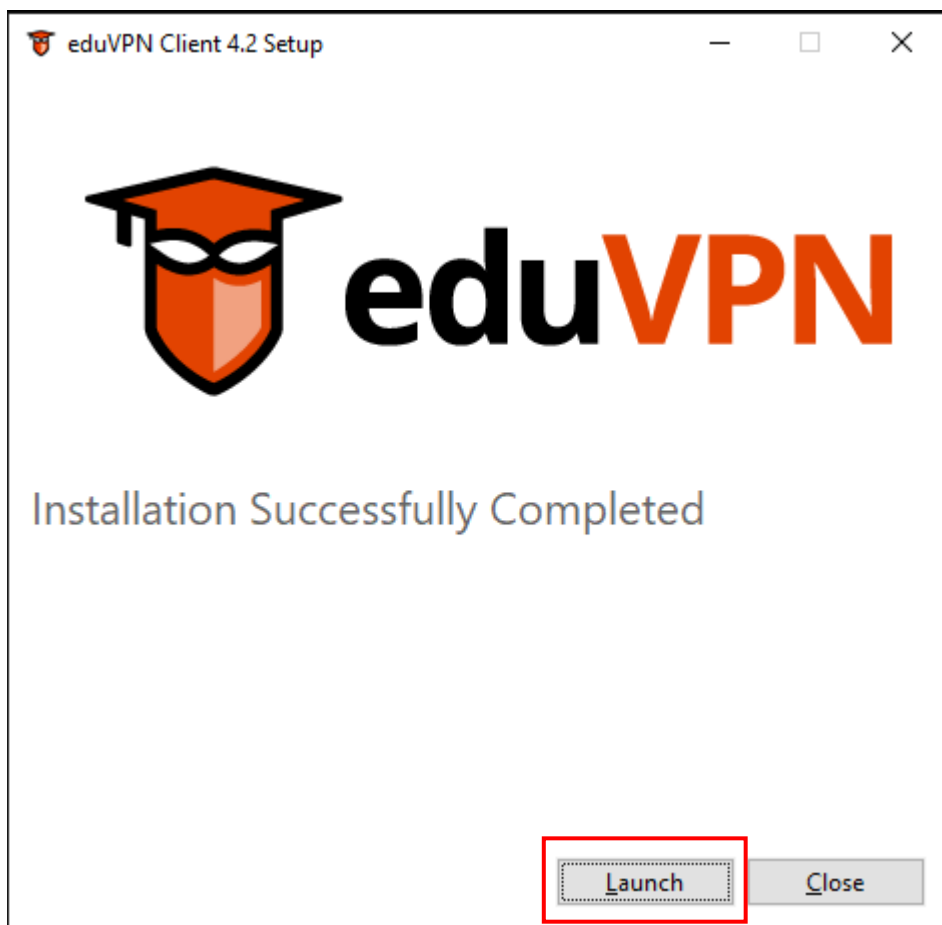 eduVPN Client 4.2 Setup
eduVPN
Installation Successfully Completed
Launch
Close